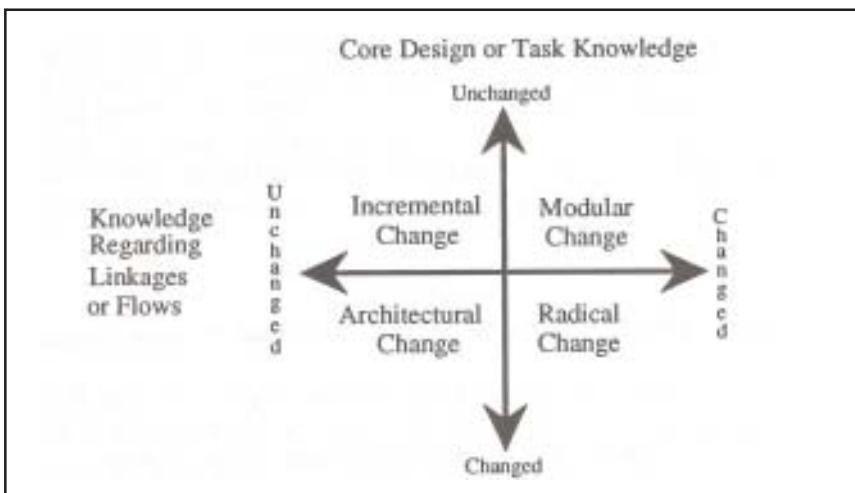 Core Design or Task Knowledge
Unchanged
Knowledge
Regarding
Linkages
or Flows
Unchanged
Incremental
Change
Modular
Change
Changed
Architectural
Change
Radical
Change
Changed